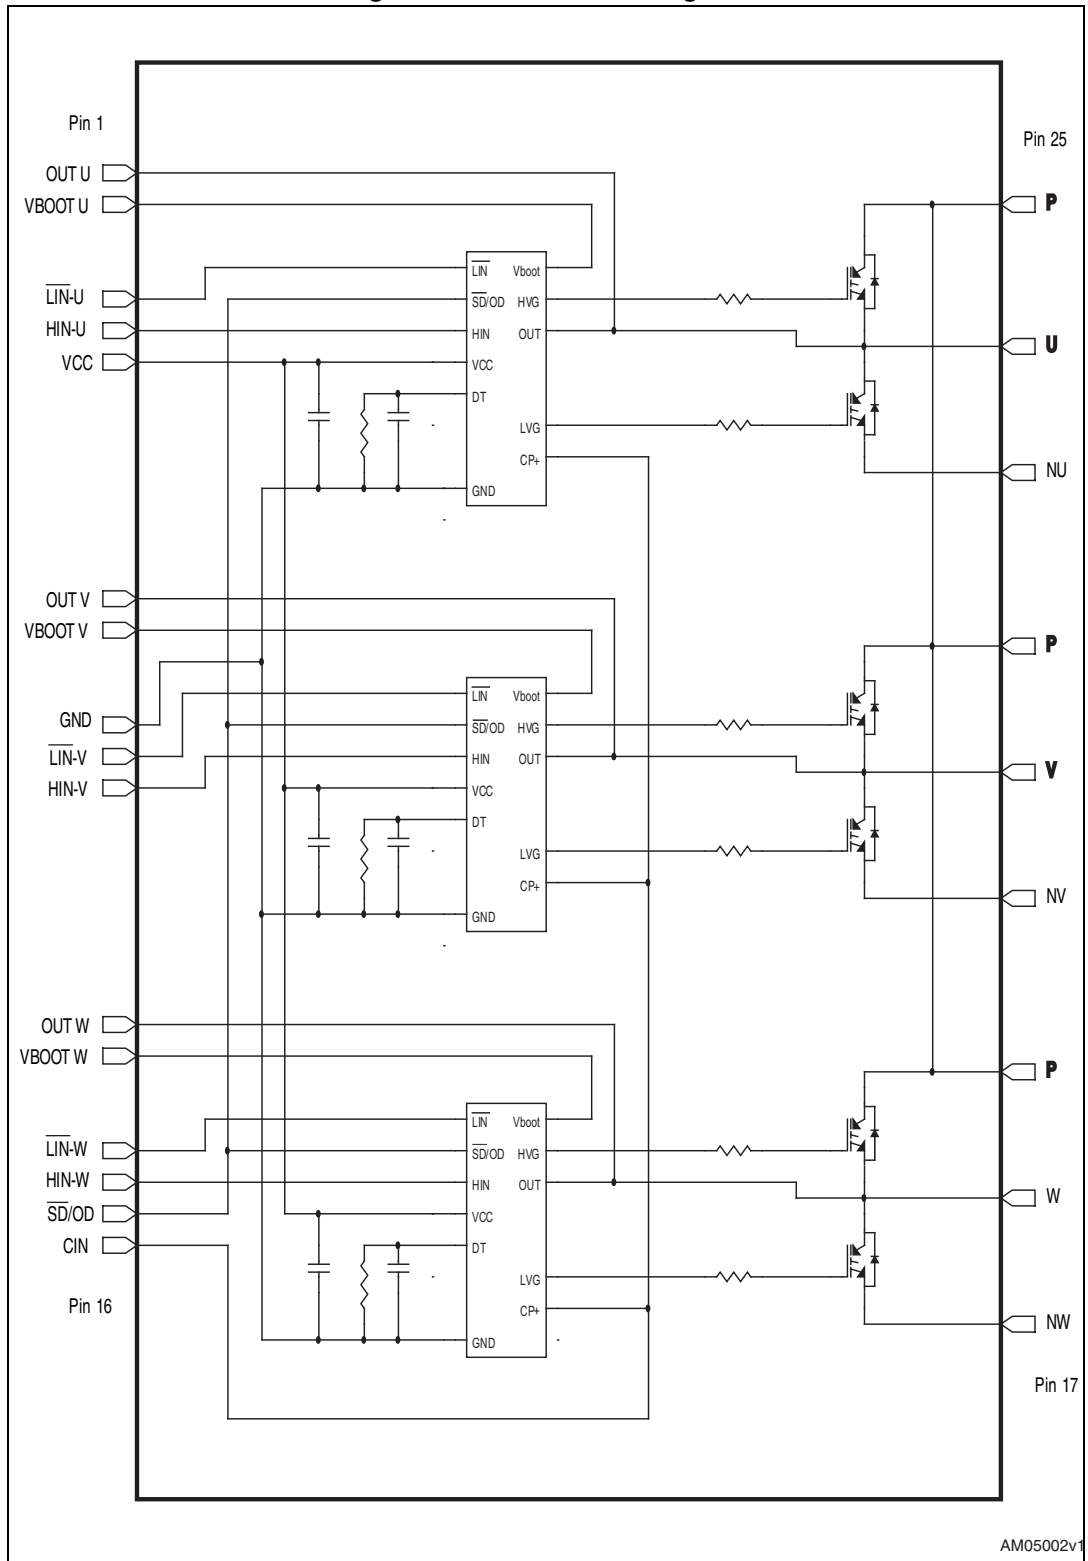 Pin 1
OUT U
VBOOT U
LIN-U
HIN-U
VCC
OUT V
VBOOT V
GND
LIN-V
HIN-V
OUT W
VBOOT W
LIN-W
HIN-W
SD/OD
CIN
Pin 16
LIN
SD/OD
HIN
VCC
DT
GND
Vboot
HVG
OUT
LVG
CP+
LIN
SD/OD
HIN
VCC
DT
GND
Vboot
HVG
OUT
LVG
CP+
LIN
SD/OD
HIN
VCC
DT
GND
Vboot
HVG
OUT
LVG
CP+
Pin 25
P
U
NU
P
V
NV
P
W
NW
Pin 17
AM05002v1